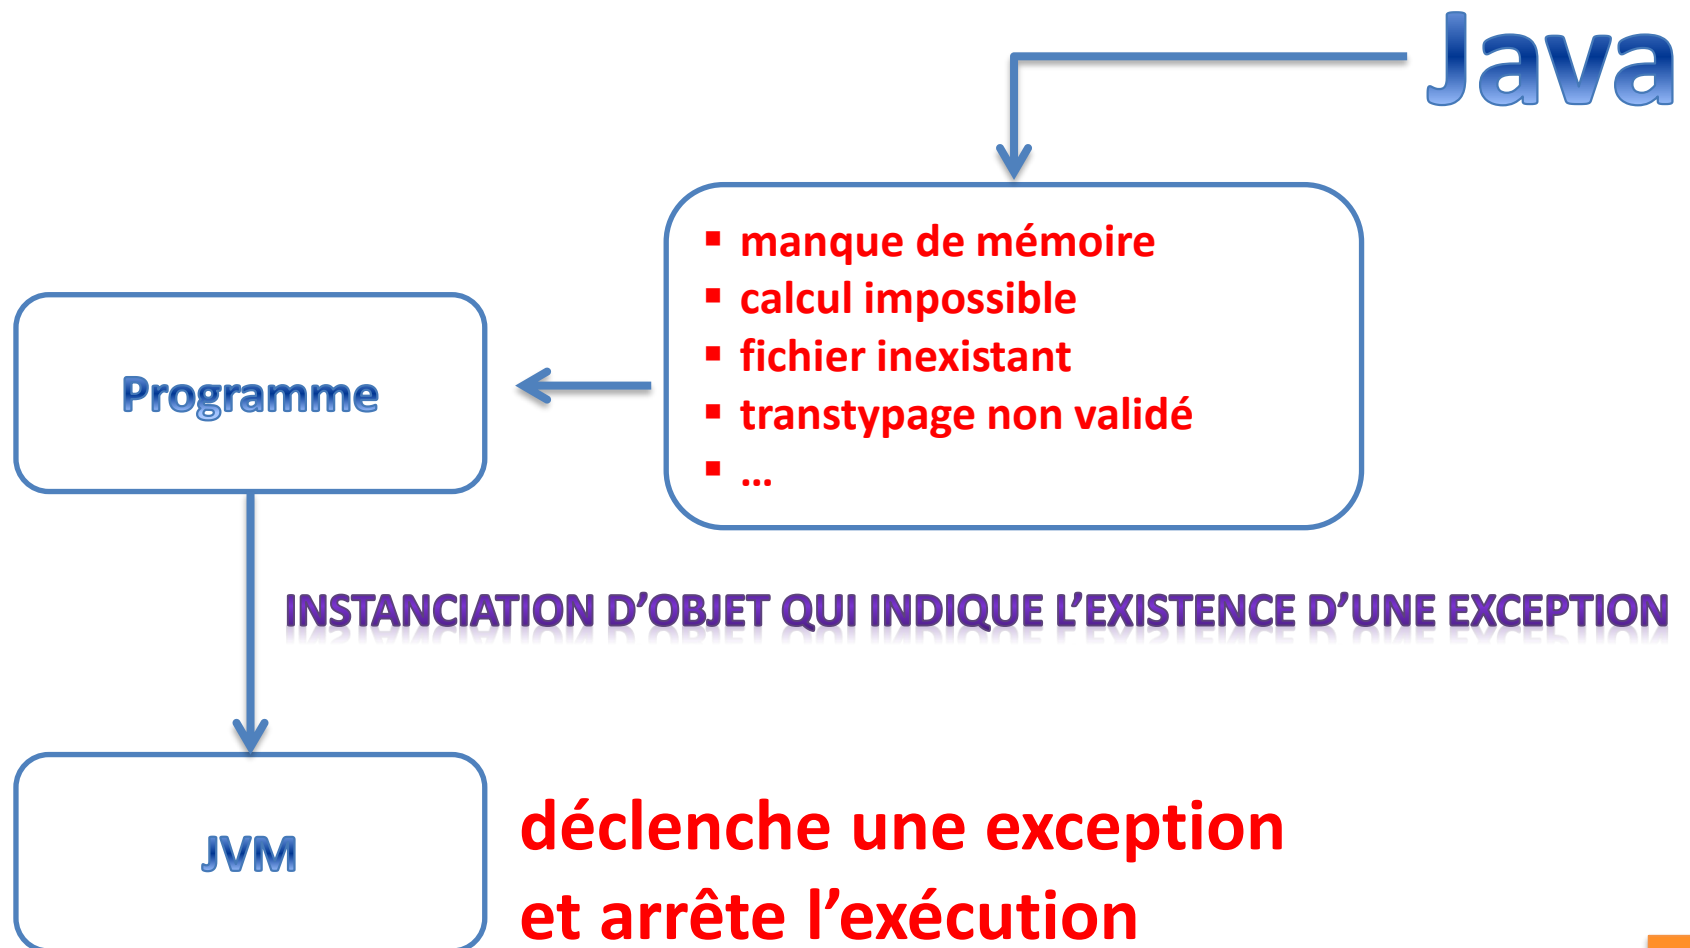 Java
▪ manque de mémoire
▪ calcul impossible
▪ fichier inexistant
▪ transtypage non validé
▪ ...
Programme
INSTANCIATION D’OBJET QUI INDIQUE L’EXISTENCE D’UNE EXCEPTION
JVM
déclenche une exception
et arrête l’exécution